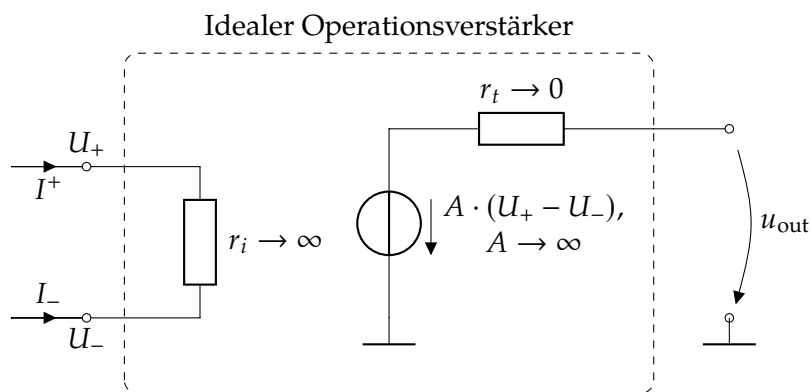 Idealer Operationsverstärker
r_t → 0
U_+
I^+
r_i → ∞
A · (U_+ − U_−),
A → ∞
u_out
I_−
U_−